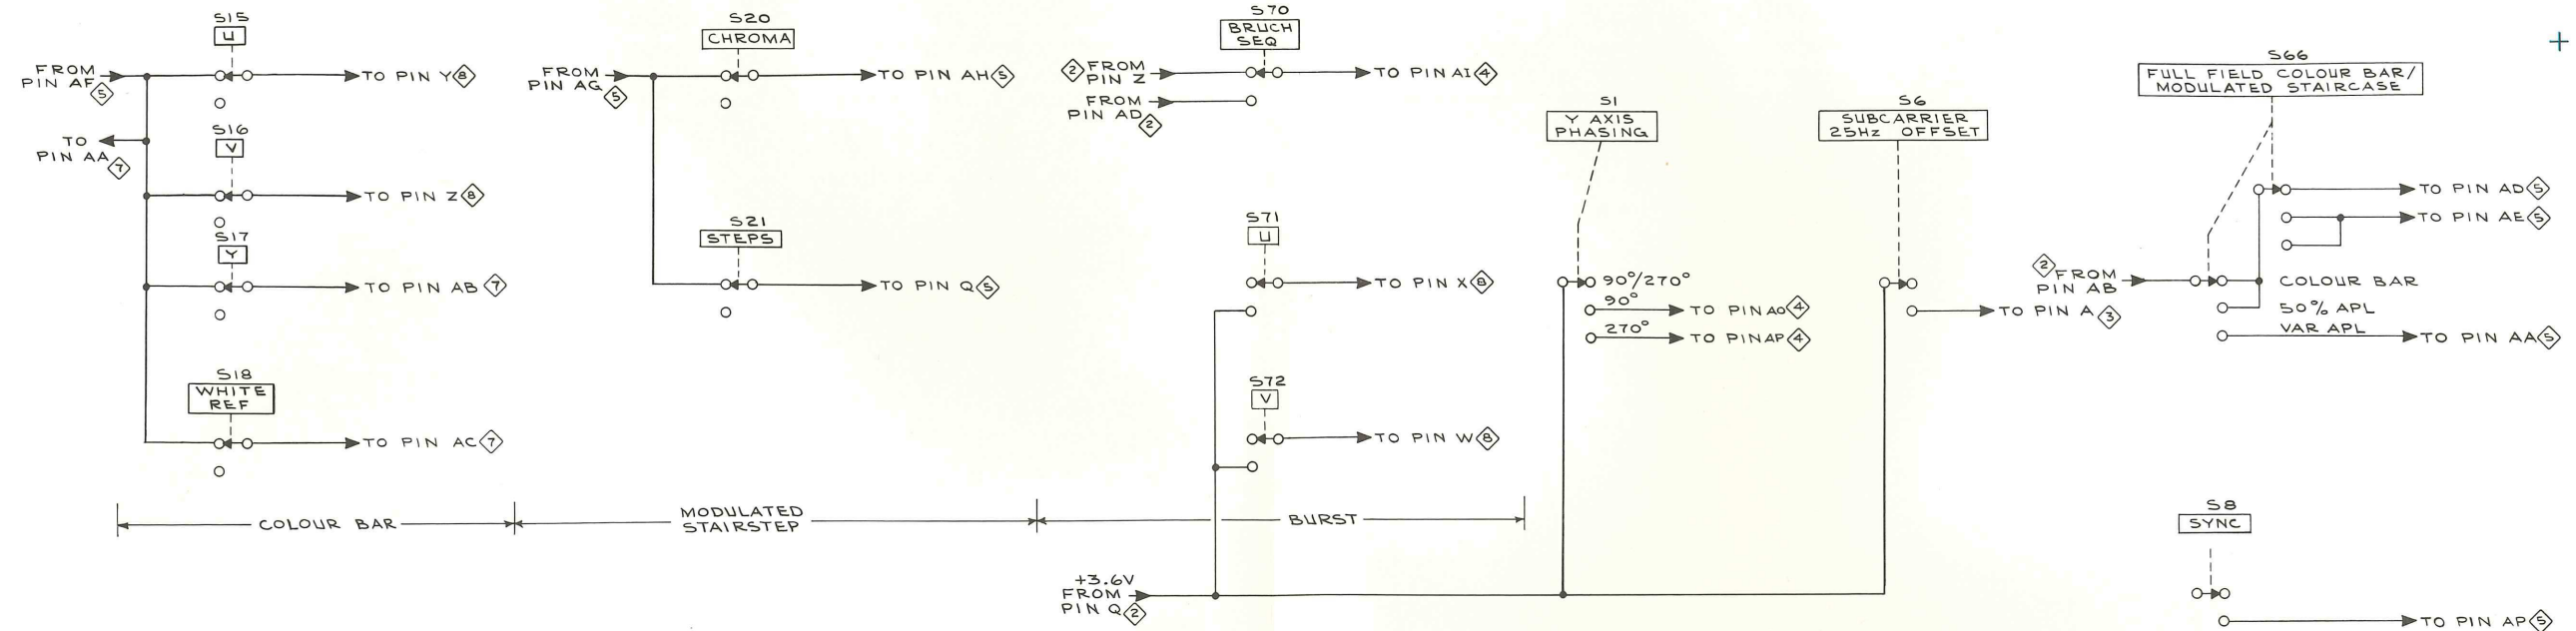 S15
U
FROM
PIN AF 5
TO PIN Y 8
TO
PIN AA 7
S16
V
TO PIN Z 8
S17
Y
TO PIN AB 7
S18
WHITE
REF
TO PIN AC 7
COLOUR BAR
S20
CHROMA
FROM
PIN AG 5
TO PIN AH 5
S21
STEPS
TO PIN Q 5
MODULATED
STAIRSTEP
S70
BRUCH
SEQ
2 FROM
PIN Z
TO PIN AI 4
FROM
PIN AD 2
S71
U
TO PIN X 8
S72
V
TO PIN W 8
BURST
+3.6V
FROM
PIN Q 2
S1
Y AXIS
PHASING
90°/270°
90°
TO PIN AO 4
270°
TO PIN AP 4
S6
SUBCARRIER
25HZ OFFSET
TO PIN A 3
S66
FULL FIELD COLOUR BAR/
MODULATED STAIRCASE
TO PIN AD 5
TO PIN AE 5
2 FROM
PIN AB
COLOUR BAR
50% APL
VAR APL
TO PIN AA 5
S8
SYNC
TO PIN AP 5